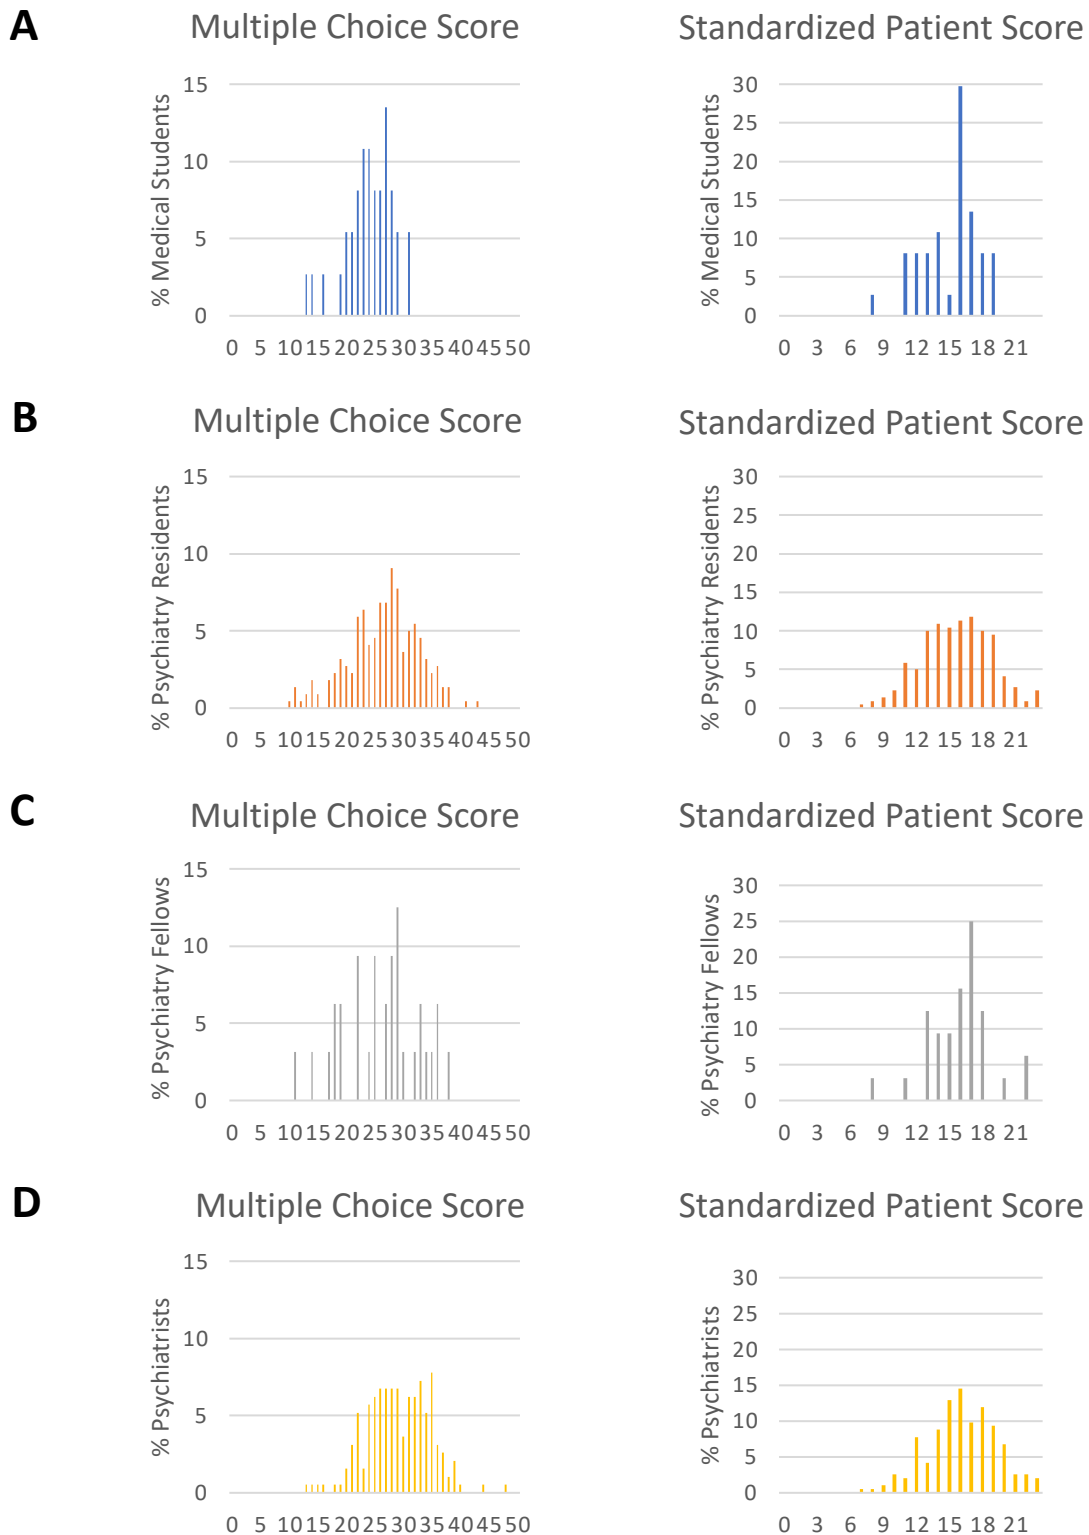 A
Multiple Choice Score
Standardized Patient Score
% Medical Students
15
10
5
0
0 5 10 15 20 25 30 35 40 45 50
% Medical Students
30
25
20
15
10
5
0
0 3 6 9 12 15 18 21
B
Multiple Choice Score
Standardized Patient Score
% Psychiatry Residents
15
10
5
0
0 5 10 15 20 25 30 35 40 45 50
% Psychiatry Residents
30
25
20
15
10
5
0
0 3 6 9 12 15 18 21
C
Multiple Choice Score
Standardized Patient Score
% Psychiatry Fellows
15
10
5
0
0 5 10 15 20 25 30 35 40 45 50
% Psychiatry Fellows
30
25
20
15
10
5
0
0 3 6 9 12 15 18 21
D
Multiple Choice Score
Standardized Patient Score
% Psychiatrists
15
10
5
0
0 5 10 15 20 25 30 35 40 45 50
% Psychiatrists
30
25
20
15
10
5
0
0 3 6 9 12 15 18 21